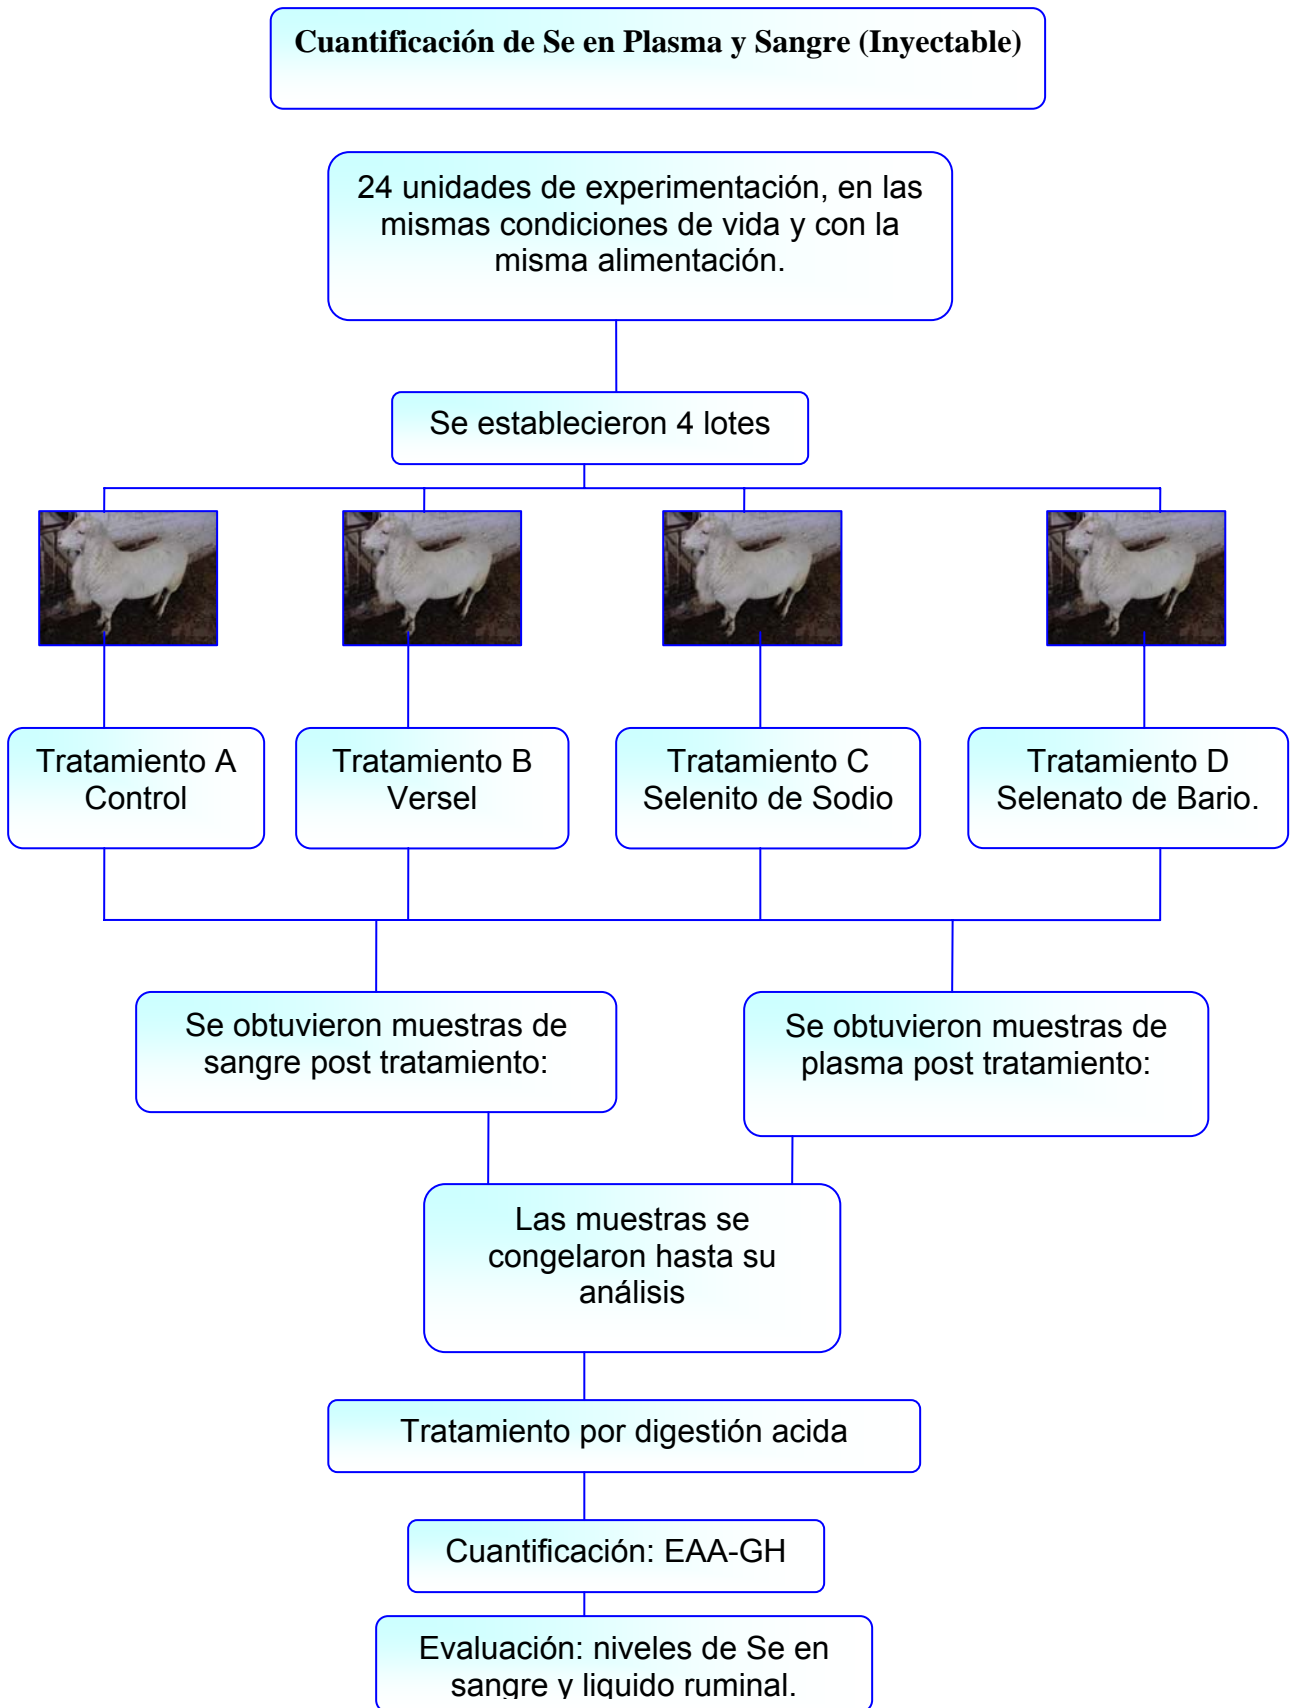 Cuantificación de Se en Plasma y Sangre (Inyectable)
24 unidades de experimentación, en las
mismas condiciones de vida y con la
misma alimentación.
Se establecieron 4 lotes
Tratamiento A
Control
Tratamiento B
Versel
Tratamiento C
Selenito de Sodio
Tratamiento D
Selenato de Bario.
Se obtuvieron muestras de
sangre post tratamiento:
Se obtuvieron muestras de
plasma post tratamiento:
Las muestras se
congelaron hasta su
análisis
Tratamiento por digestión acida
Cuantificación: EAA-GH
Evaluación: niveles de Se en
sangre y liquido ruminal.